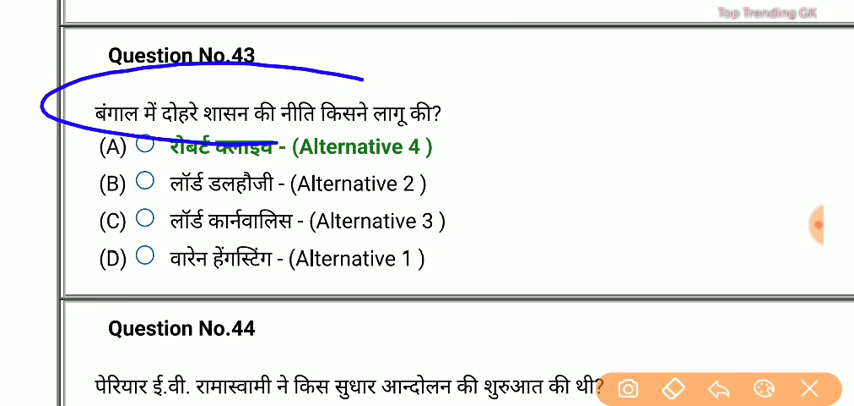 Top Trending GK
Question No.43
बंगाल में दोहरे शासन की नीति किसने लागू की?
(A) रोबर्ट क्लाइव - (Alternative 4 )
(B) लॉर्ड डलहौजी - (Alternative 2 )
(C) लॉर्ड कार्नवालिस - (Alternative 3 )
(D) वारेन हेंगस्टिंग - (Alternative 1 )
Question No.44
पेरियार ई.वी. रामास्वामी ने किस सुधार आन्दोलन की शुरुआत की थी?